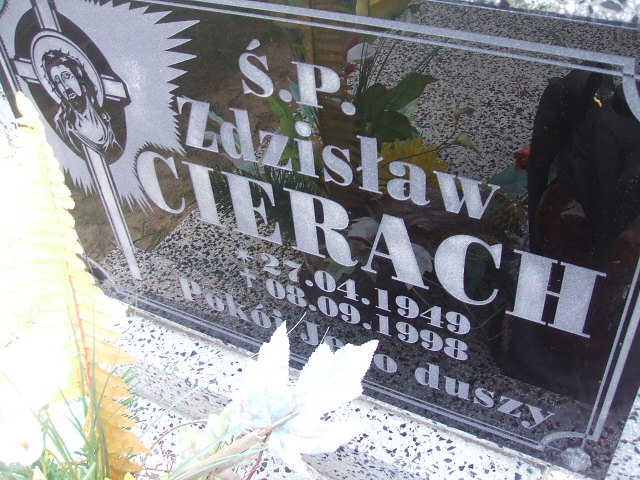 Ś.P.
Zdzisław
CIERACH
* 27.04.1949
† 08.09.1998
Pokój Jego duszy